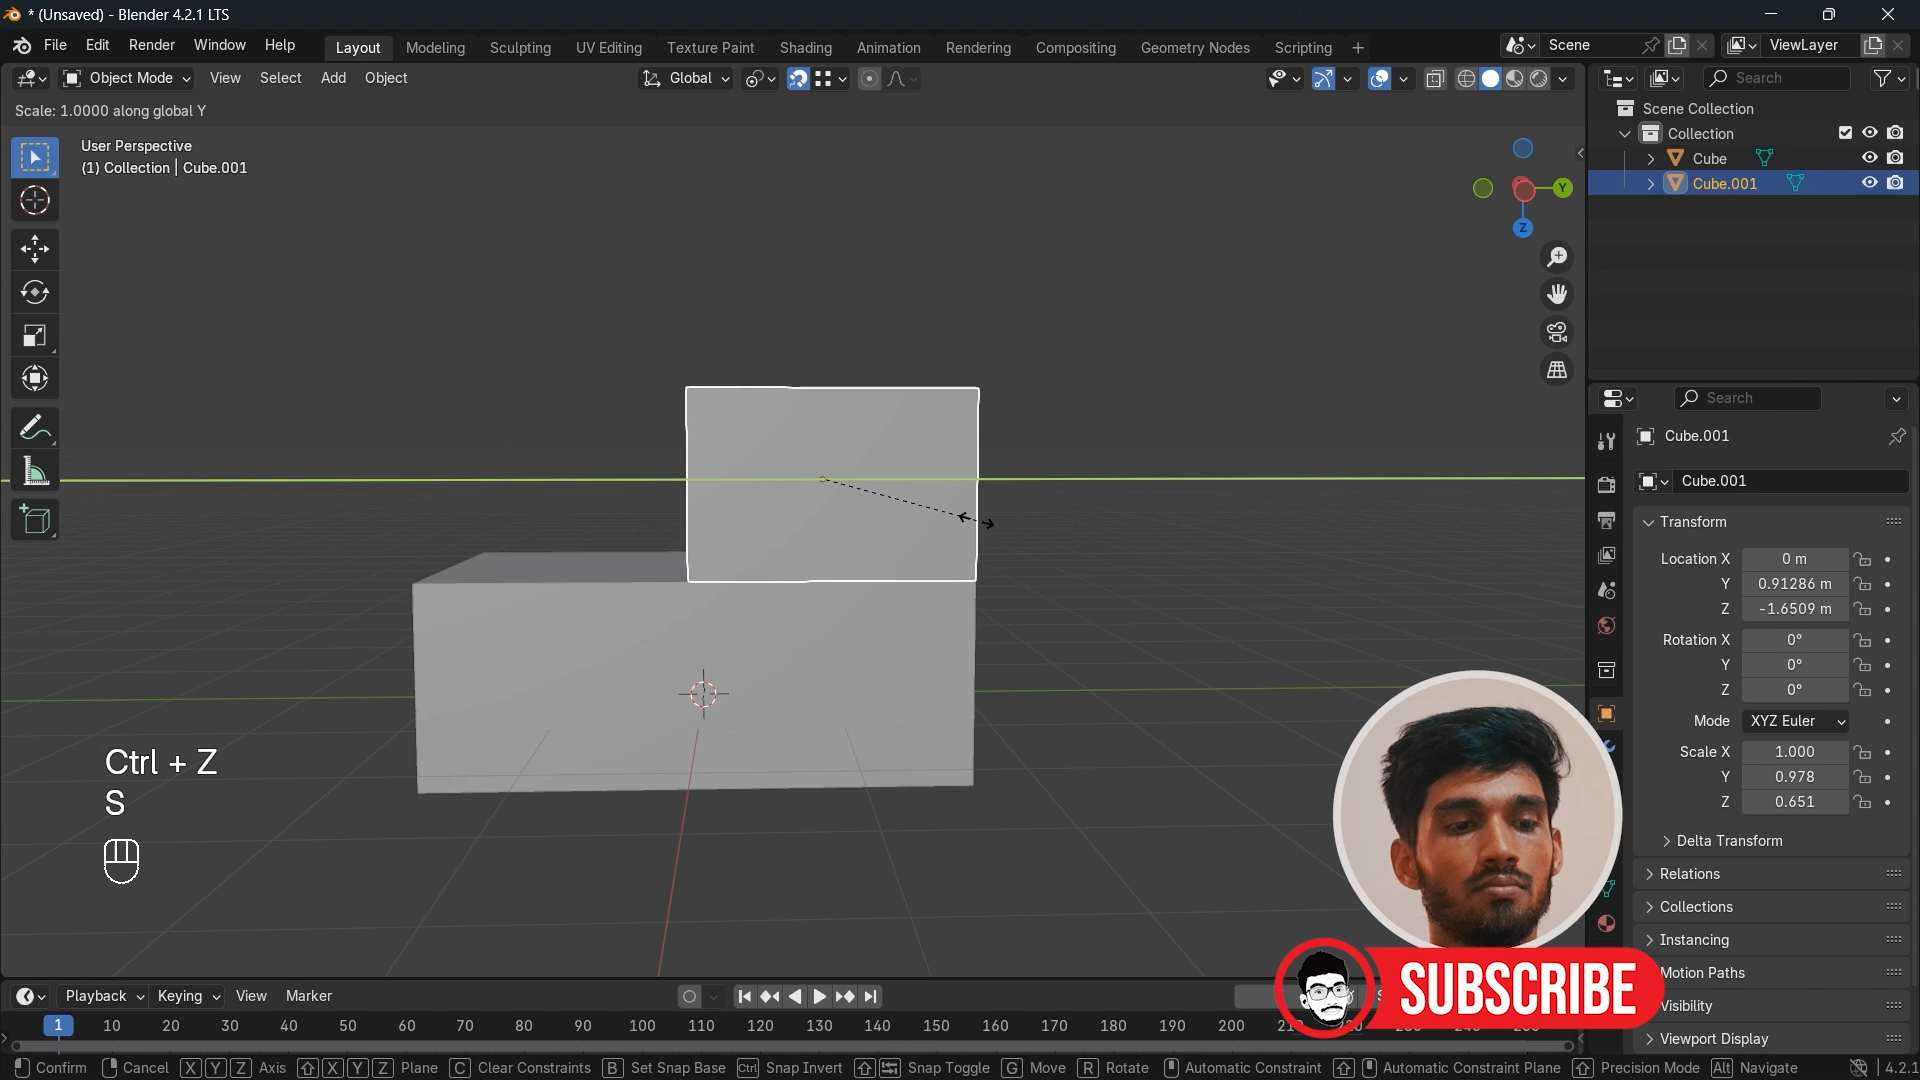 * (Unsaved) - Blender 4.2.1 LTS
File Edit Render Window Help Layout Modeling Sculpting UV Editing Texture Paint Shading Animation Rendering Compositing Geometry Nodes Scripting + Scene ViewLayer
Object Mode View Select Add Object Global Search
Scale: 1.0000 along global Y
Scene Collection
Collection
Cube
Cube.001
User Perspective
(1) Collection | Cube.001
Y
Z
Search
Cube.001
Cube.001
Transform
Location X 0 m
Y 0.91286 m
Z -1.6509 m
Rotation X 0°
Y 0°
Z 0°
Mode XYZ Euler
Scale X 1.000
Y 0.978
Z 0.651
Delta Transform
Relations
Collections
Instancing
Motion Paths
Visibility
Viewport Display
Ctrl + Z
S
SUBSCRIBE
Playback Keying View Marker
1 10 20 30 40 50 60 70 80 90 100 110 120 130 140 150 160 170 180 190 200
Confirm Cancel X Y Z Axis X Y Z Plane C Clear Constraints B Set Snap Base Ctrl Snap Invert Snap Toggle G Move R Rotate Automatic Constraint Automatic Constraint Plane Precision Mode Alt Navigate 4.2.1